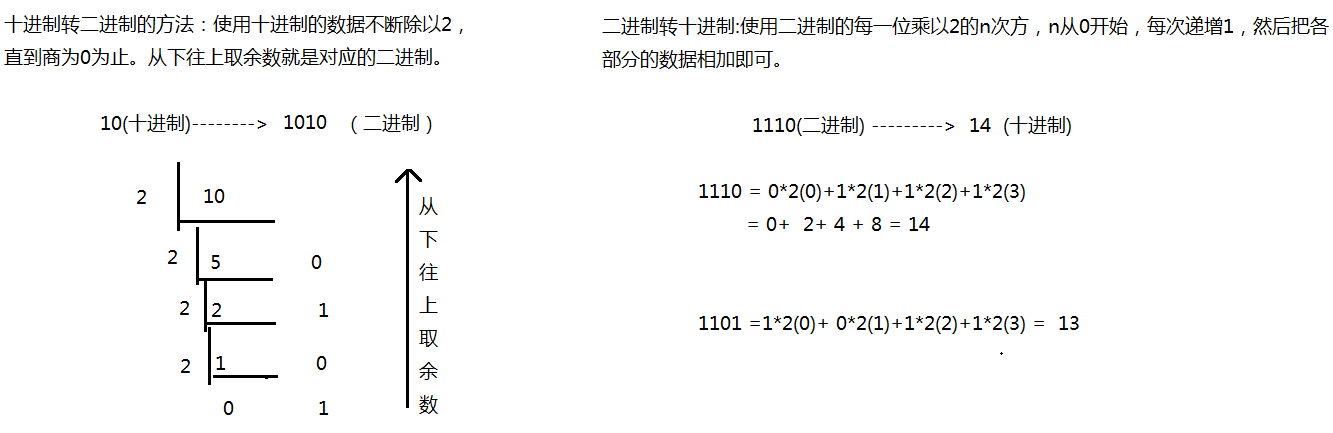 十进制转二进制的方法：使用十进制的数据不断除以2，
直到商为0为止。从下往上取余数就是对应的二进制。
10(十进制)--------> 1010 （二进制）
2 10
2 5 0
2 2 1
2 1 0
0 1
从
下
往
上
取
余
数
二进制转十进制:使用二进制的每一位乘以2的n次方，n从0开始，每次递增1，然后把各
部分的数据相加即可。
1110(二进制) ---------> 14 (十进制)
1110 = 0*2(0)+1*2(1)+1*2(2)+1*2(3)
= 0+ 2+ 4 + 8 = 14
1101 =1*2(0)+ 0*2(1)+1*2(2)+1*2(3) = 13